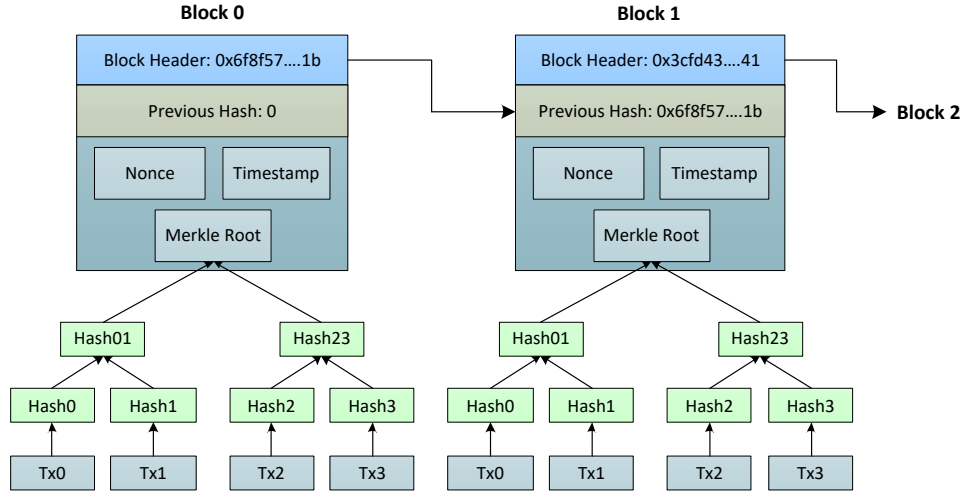 Block 0
Block 1
Block Header: 0x6f8f57....1b
Block Header: 0x3cfd43....41
Previous Hash: 0
Previous Hash: 0x6f8f57....1b
Block 2
Nonce
Timestamp
Nonce
Timestamp
Merkle Root
Merkle Root
Hash01
Hash23
Hash01
Hash23
Hash0
Hash1
Hash2
Hash3
Hash0
Hash1
Hash2
Hash3
Tx0
Tx1
Tx2
Tx3
Tx0
Tx1
Tx2
Tx3